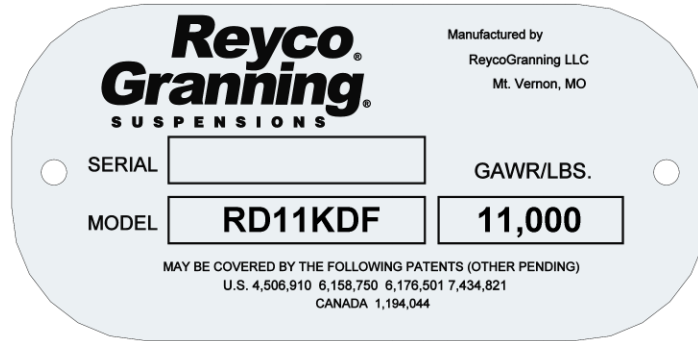 Reyco®
Granning®
SUSPENSIONS
Manufactured by
ReycoGranning LLC
Mt. Vernon, MO
SERIAL
GAWR/LBS.
MODEL RD11KDF 11,000
MAY BE COVERED BY THE FOLLOWING PATENTS (OTHER PENDING)
U.S. 4,506,910 6,158,750 6,176,501 7,434,821
CANADA 1,194,044